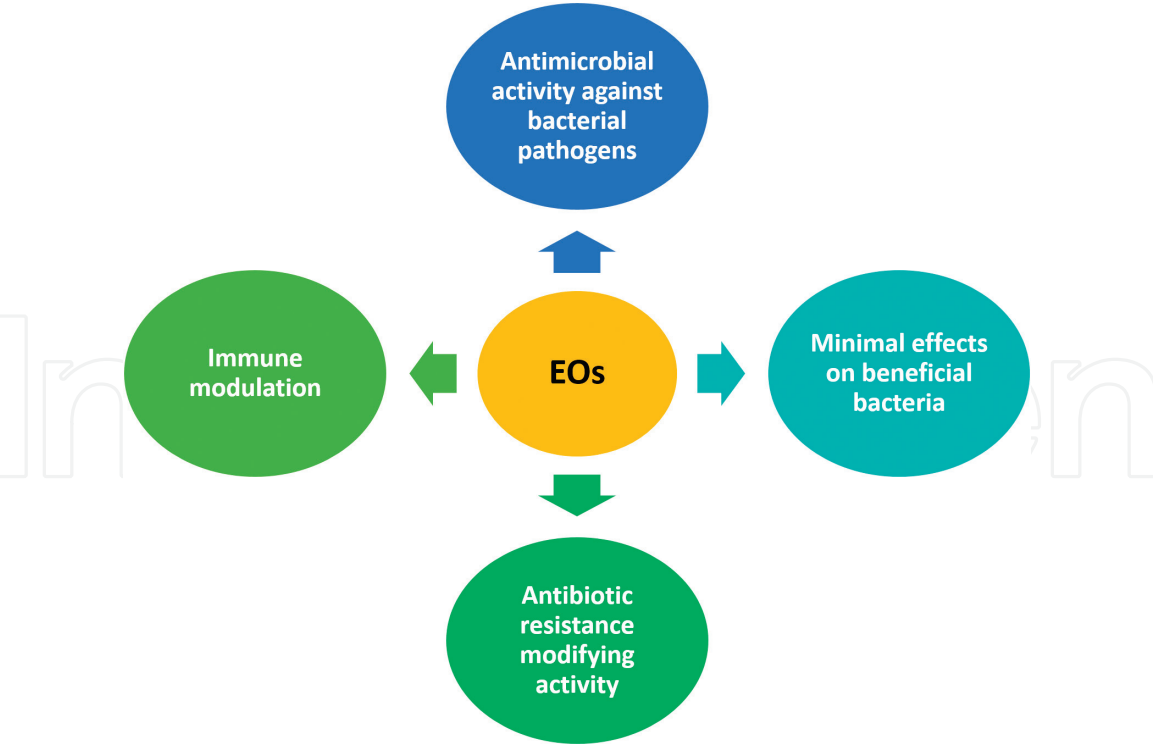 Antimicrobial
activity against
bacterial
pathogens
Immune
modulation
EOs
Minimal effects
on beneficial
bacteria
Antibiotic
resistance
modifying
activity